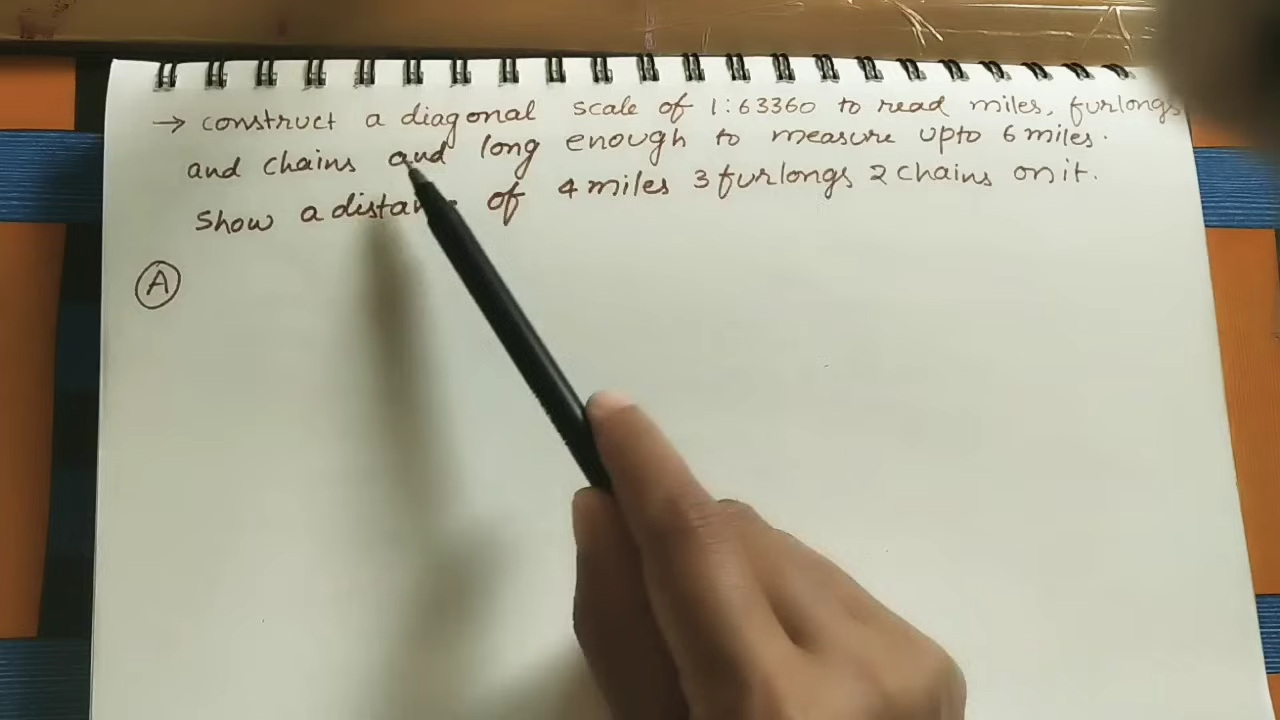 → construct a diagonal scale of 1:63360 to read miles, furlongs
and chains and long enough to measure upto 6 miles.
Show a of 4 miles 3 furlongs 2 chains on it.
A